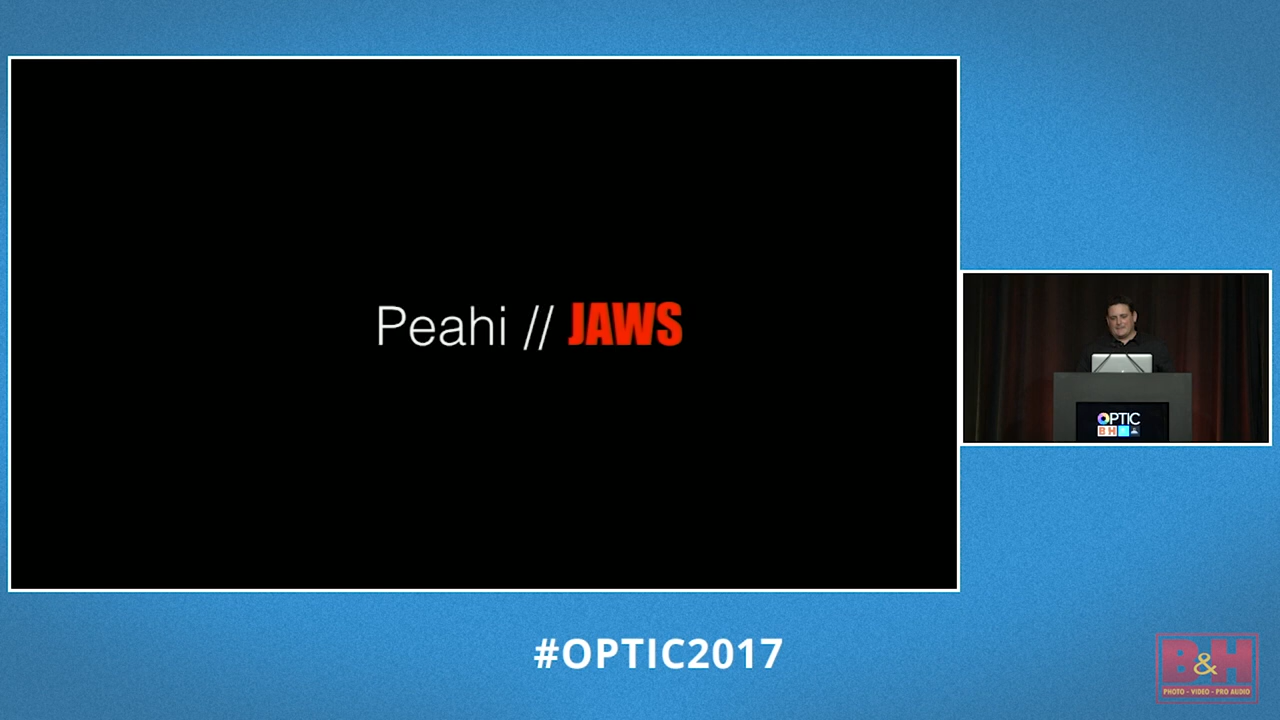 Peahi // JAWS
OPTIC
B H
#OPTIC2017
B&H
PHOTO - VIDEO - PRO AUDIO